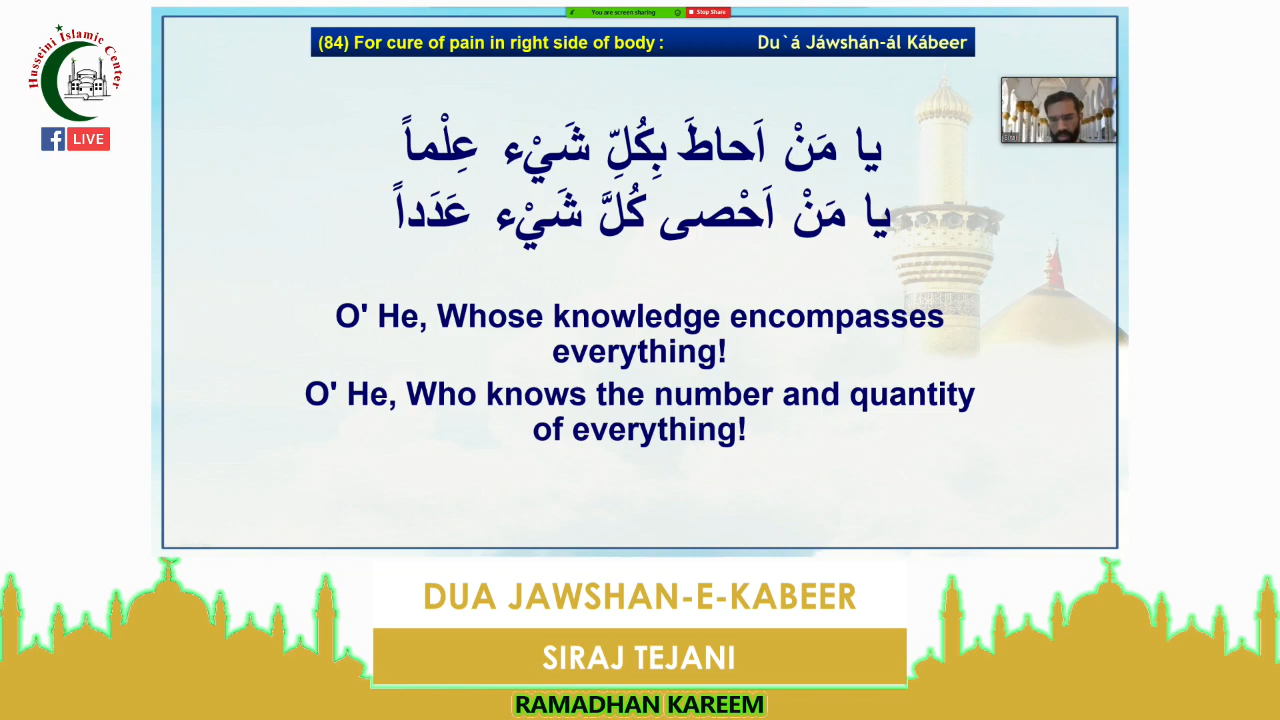 You are screen sharing
Stop Share
Husseini Islamic Center
LIVE
(84) For cure of pain in right side of body :
Du`á Jáwshán-ál Kábeer
يا مَنْ اَحاطَ بِكُلِّ شَيْء عِلْماً
يا مَنْ اَحْصى كُلَّ شَيْء عَدَداً
O' He, Whose knowledge encompasses
everything!
O' He, Who knows the number and quantity
of everything!
DUA JAWSHAN-E-KABEER
SIRAJ TEJANI
RAMADHAN KAREEM